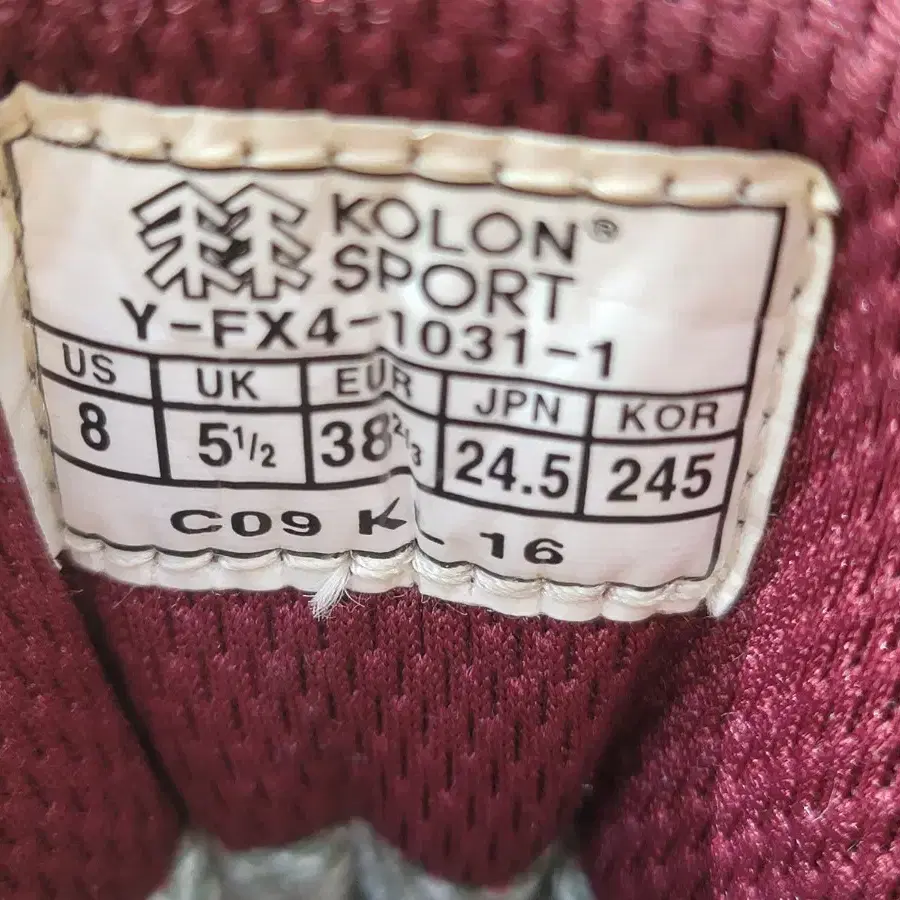 KOLON®
SPORT
Y-FX4-1031-1
US UK EUR JPN KOR
8 5 1/2 38 2/3 24.5 245
C09 K - 16